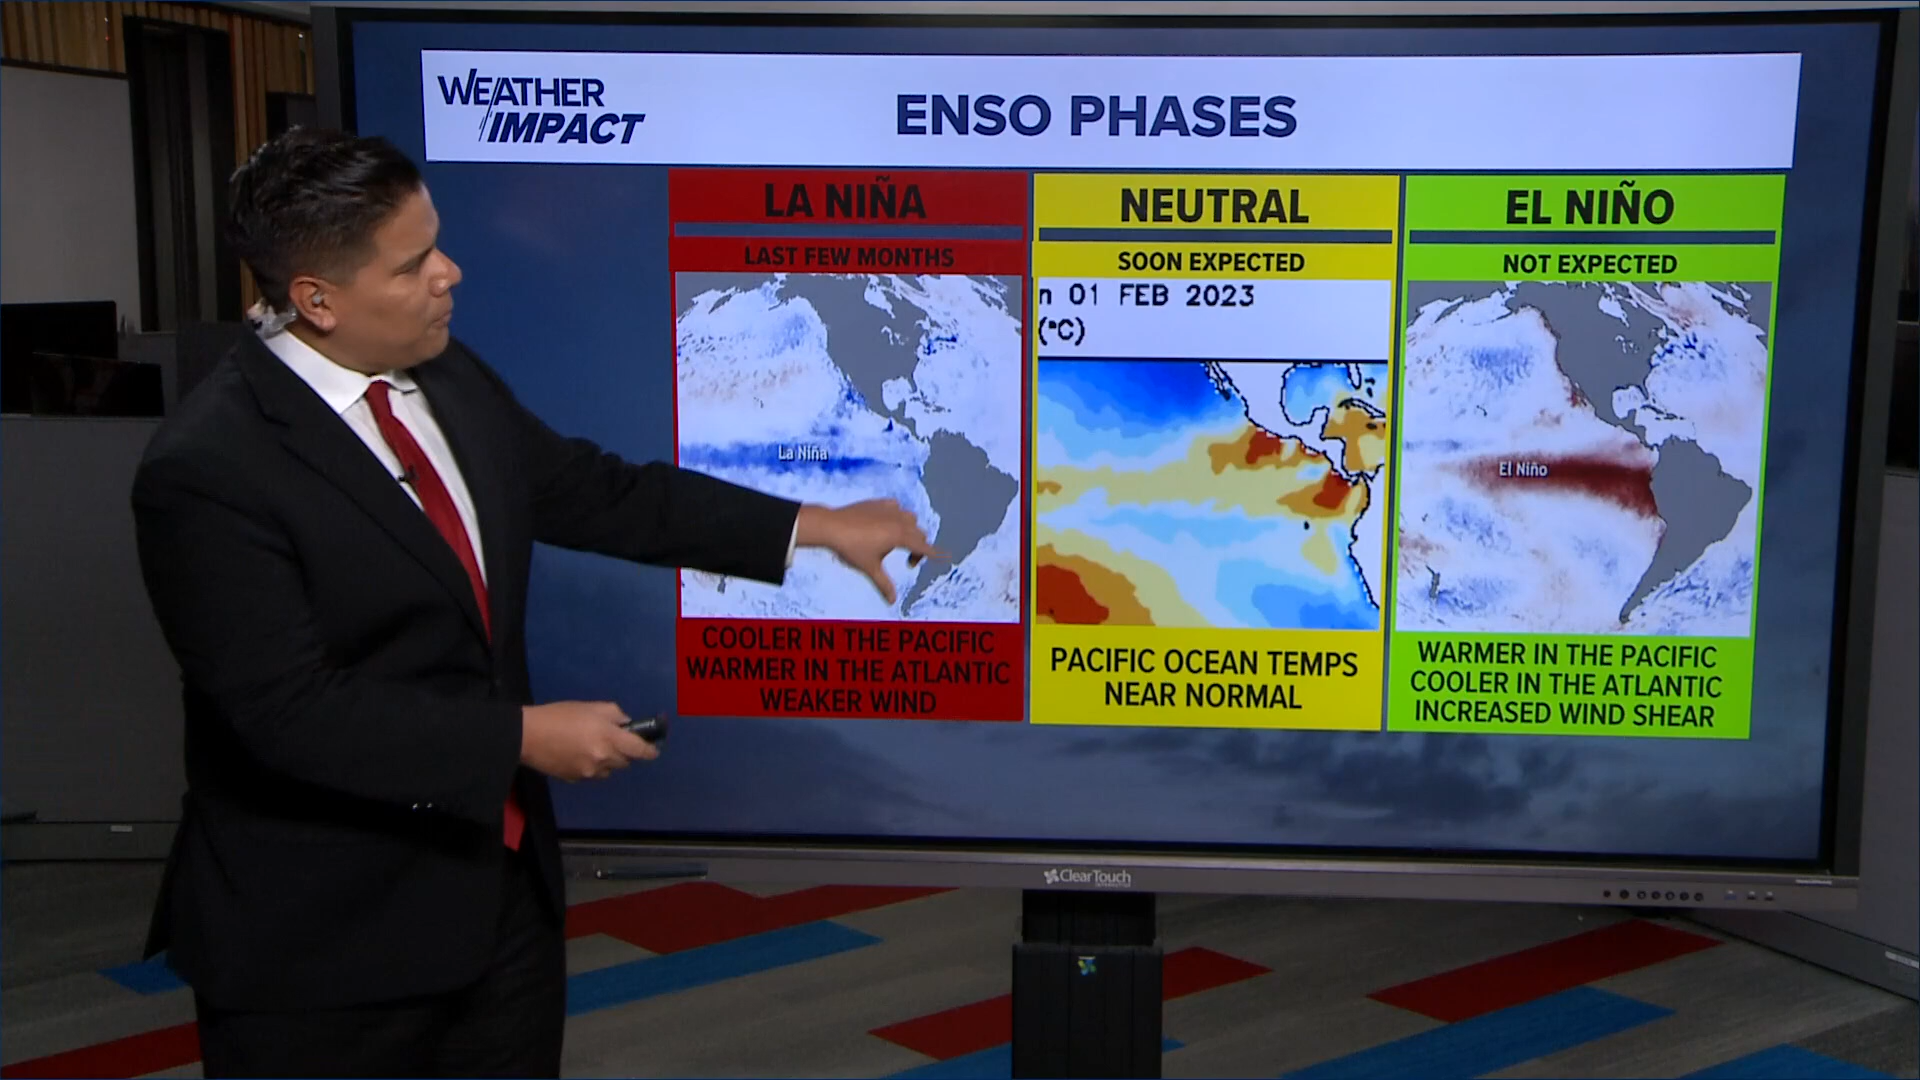 WEATHER
IMPACT
ENSO PHASES
LA NIÑA
LAST FEW MONTHS
La Niña
COOLER IN THE PACIFIC
WARMER IN THE ATLANTIC
WEAKER WIND
NEUTRAL
SOON EXPECTED
n 01 FEB 2023
(°C)
PACIFIC OCEAN TEMPS
NEAR NORMAL
EL NIÑO
NOT EXPECTED
El Niño
WARMER IN THE PACIFIC
COOLER IN THE ATLANTIC
INCREASED WIND SHEAR
ClearTouch